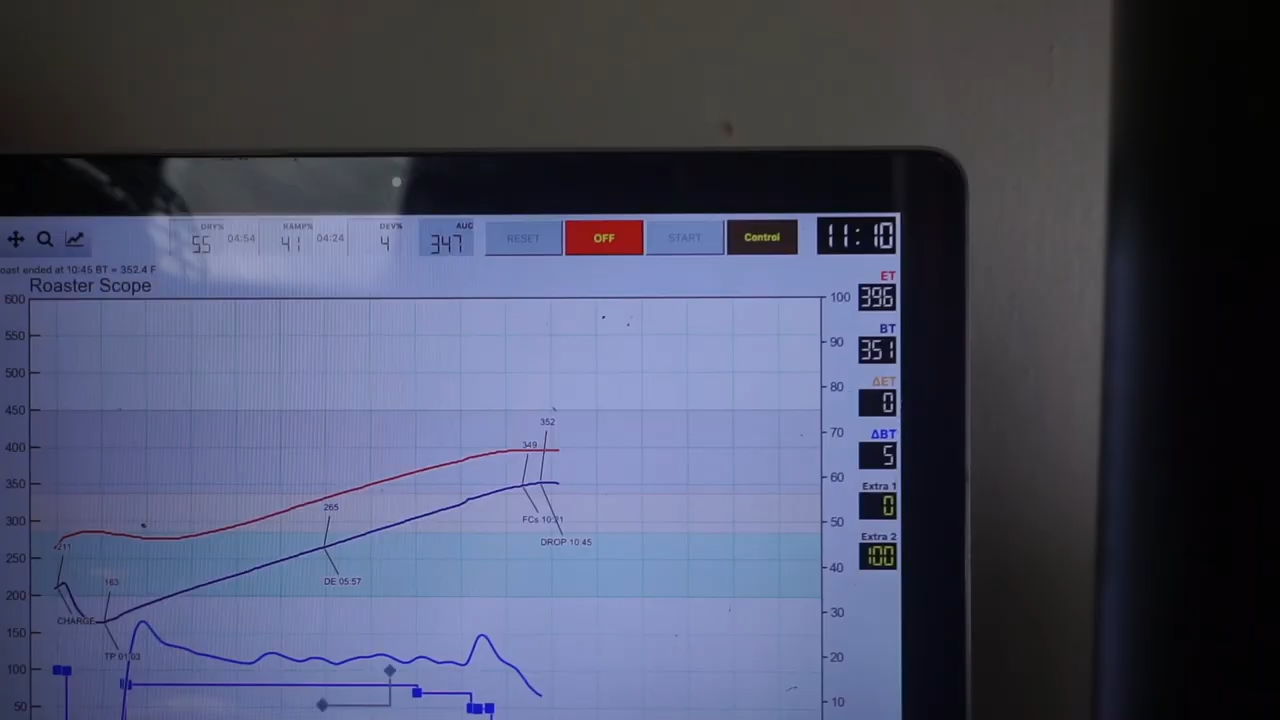 DRY% 55 04:54 RAMP% 41 04:24 DEV% 4 AUC 347 RESET OFF START Control 11:10
oast ended at 10:45 BT = 352.4 F
Roaster Scope
ET
396
BT
351
ΔET
0
ΔBT
5
Extra 1
0
Extra 2
100
600
550
500
450
400
350
300
250
200
150
100
50
100
90
80
70
60
50
40
30
20
10
352
349
FCs 10:21
DROP 10:45
265
DE 05:57
211
CHARGE
163
TP 01:03